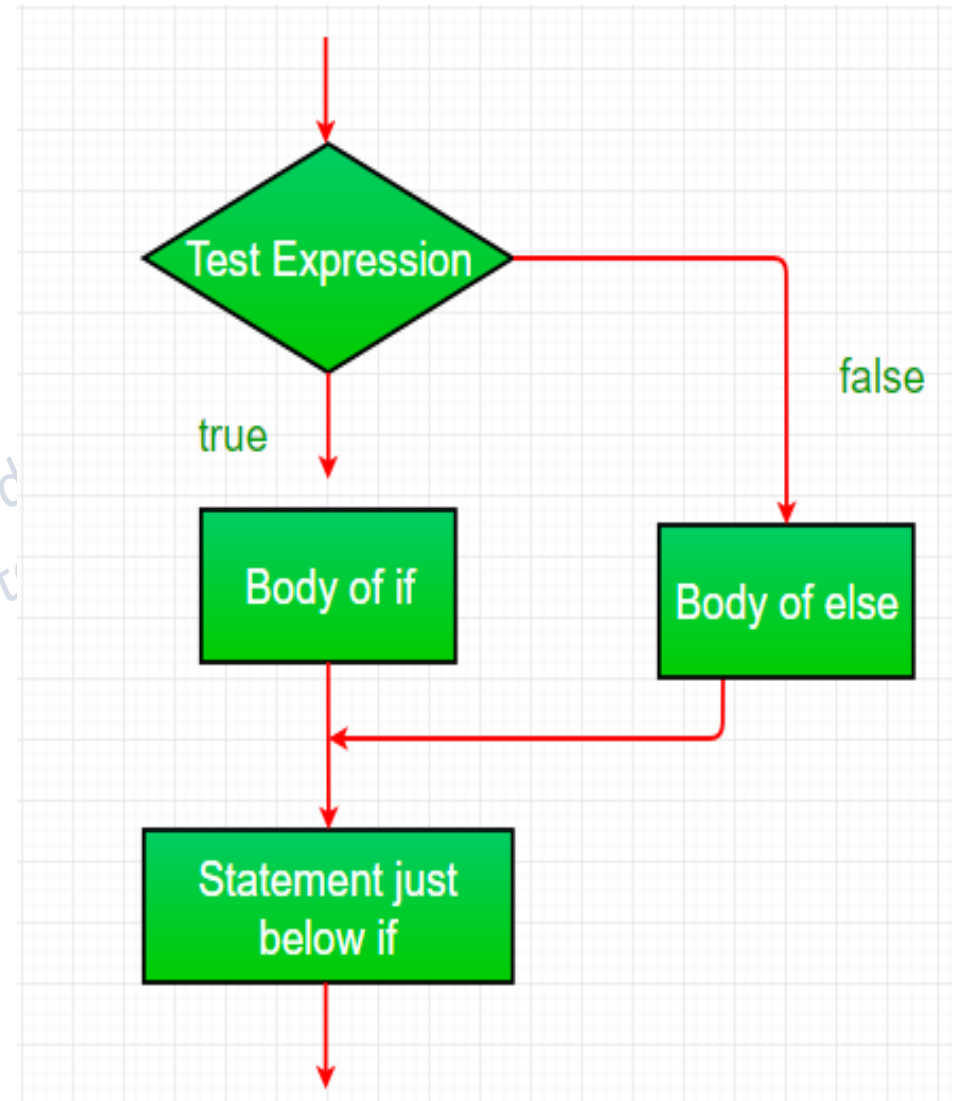 Test Expression
false
true
Body of if
Body of else
Statement just
below if